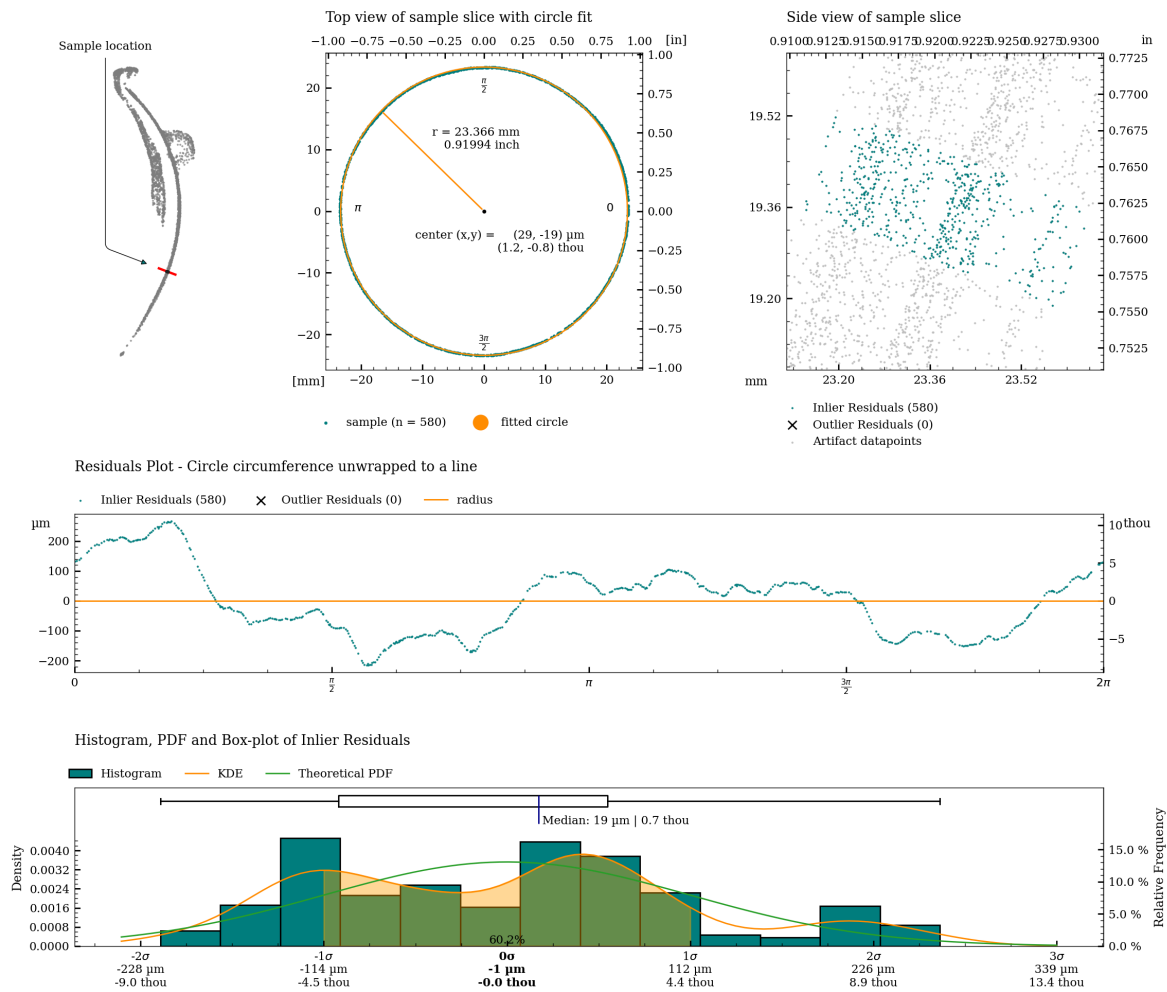 Top view of sample slice with circle fit
Side view of sample slice
Sample location
−1.00 −0.75 −0.50 −0.25 0.00 0.25 0.50 0.75 1.00 [in]
0.9100 0.9125 0.9150 0.9175 0.9200 0.9225 0.9250 0.9275 0.9300 in
20
10
0
−10
−20
[mm]
−20 −10 0 10 20
1.00
0.75
0.50
0.25
0.00
−0.25
−0.50
−0.75
−1.00
π/2
r = 23.366 mm
0.91994 inch
π
0
center (x,y) = (29, -19) µm
(1.2, -0.8) thou
3π/2
sample (n = 580)
fitted circle
19.52
19.36
19.20
mm
23.20 23.36 23.52
0.7725
0.7700
0.7675
0.7650
0.7625
0.7600
0.7575
0.7550
0.7525
Inlier Residuals (580)
Outlier Residuals (0)
Artifact datapoints
Residuals Plot - Circle circumference unwrapped to a line
Inlier Residuals (580) Outlier Residuals (0) radius
µm
200
100
0
−100
−200
10 thou
5
0
−5
0 π/2 π 3π/2 2π
Histogram, PDF and Box-plot of Inlier Residuals
Histogram KDE Theoretical PDF
Median: 19 µm | 0.7 thou
Density
0.0040
0.0032
0.0024
0.0016
0.0008
0.0000
Relative Frequency
15.0 %
10.0 %
5.0 %
0.0 %
60.2%
-2σ -1σ 0σ 1σ 2σ 3σ
-228 µm -114 µm -1 µm 112 µm 226 µm 339 µm
-9.0 thou -4.5 thou -0.0 thou 4.4 thou 8.9 thou 13.4 thou